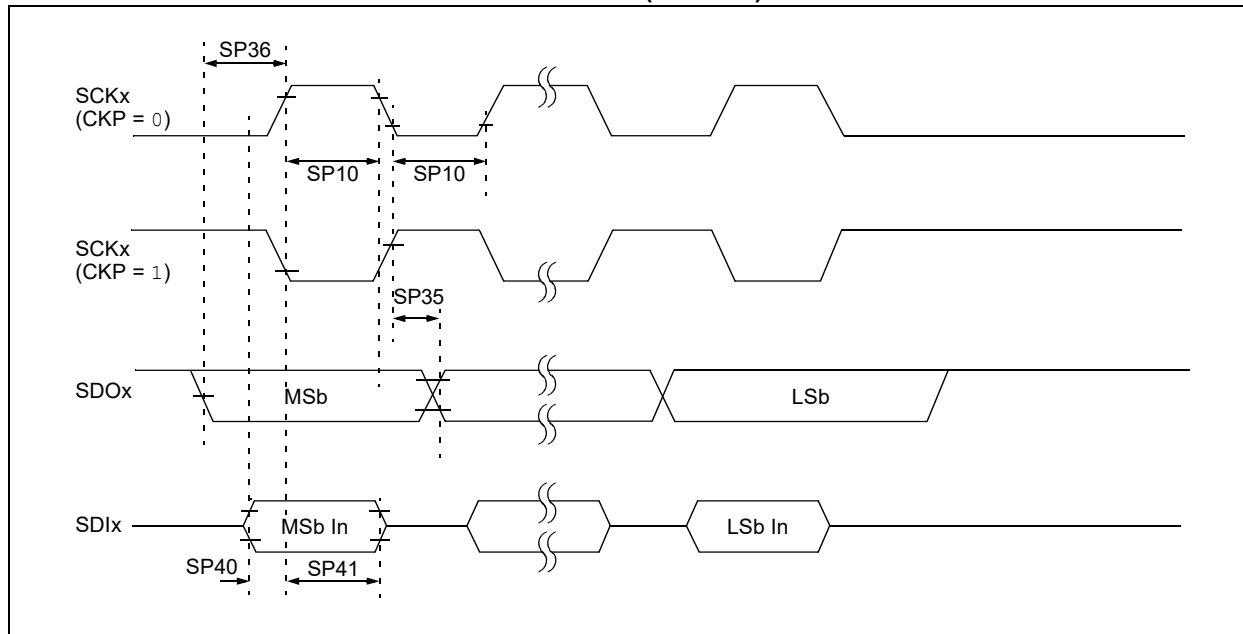 SP36
SCKx
(CKP = 0)
SP10 SP10
SCKx
(CKP = 1)
SP35
SDOx MSb LSb
SDIx MSb In LSb In
SP40 SP41